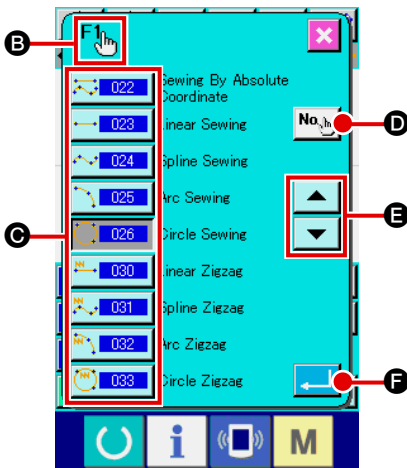 B
F1
022 Sewing By Absolute
Coordinate
023 Linear Sewing
No.
D
024 Spline Sewing
025 Arc Sewing
E
C
026 Circle Sewing
030 Linear Zigzag
031 Spline Zigzag
032 Arc Zigzag
033 Circle Zigzag
F
i
M